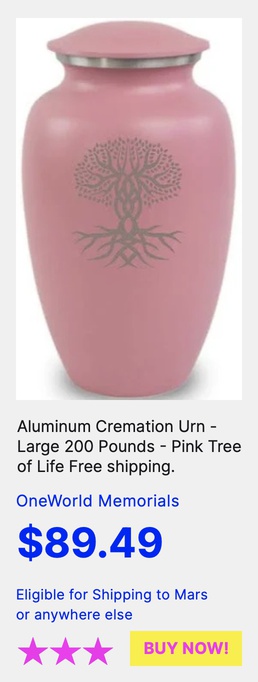 Aluminum Cremation Urn -
Large 200 Pounds - Pink Tree
of Life Free shipping.
OneWorld Memorials
$89.49
Eligible for Shipping to Mars
or anywhere else
BUY NOW!